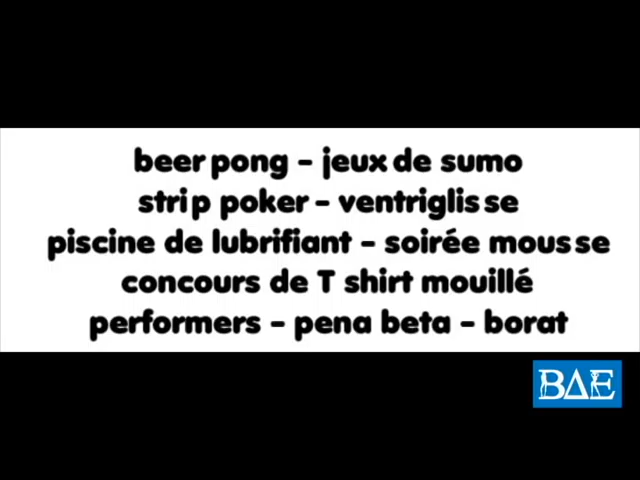 beer pong - jeux de sumo
strip poker - ventriglisse
piscine de lubrifiant - soirée mousse
concours de T shirt mouillé
performers - pena beta - borat
BΔE